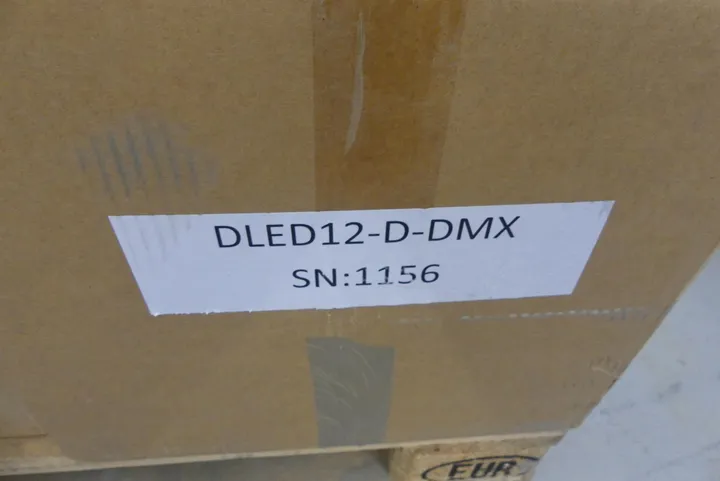 DLED12-D-DMX
SN:1156
EUR